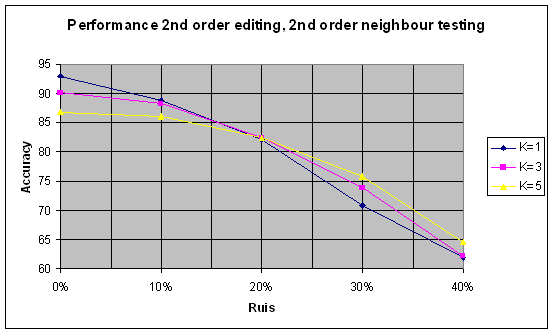 Performance 2nd order editing, 2nd order neighbour testing
95
90
85
80
75
70
65
60
Accuracy
0% 10% 20% 30% 40%
Ruis
K=1
K=3
K=5